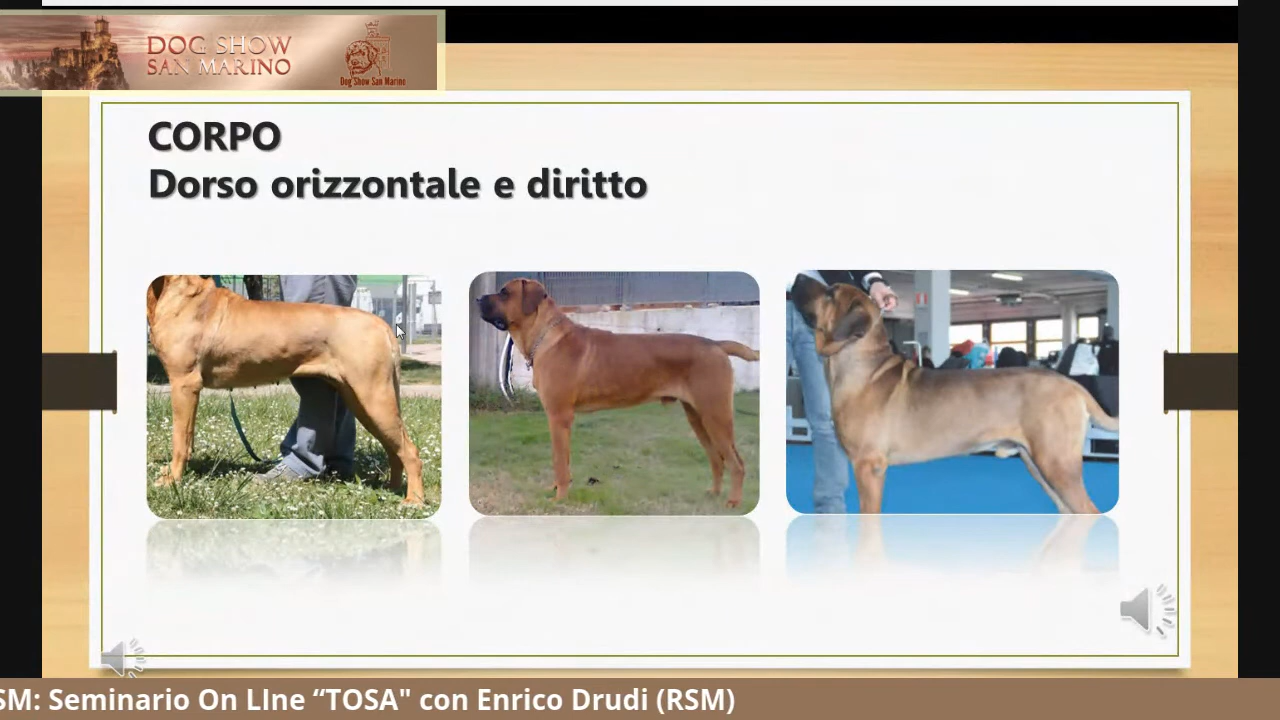 DOG SHOW
SAN MARINO
Dog Show San Marino
CORPO
Dorso orizzontale e diritto
SM: Seminario On LIne “TOSA" con Enrico Drudi (RSM)